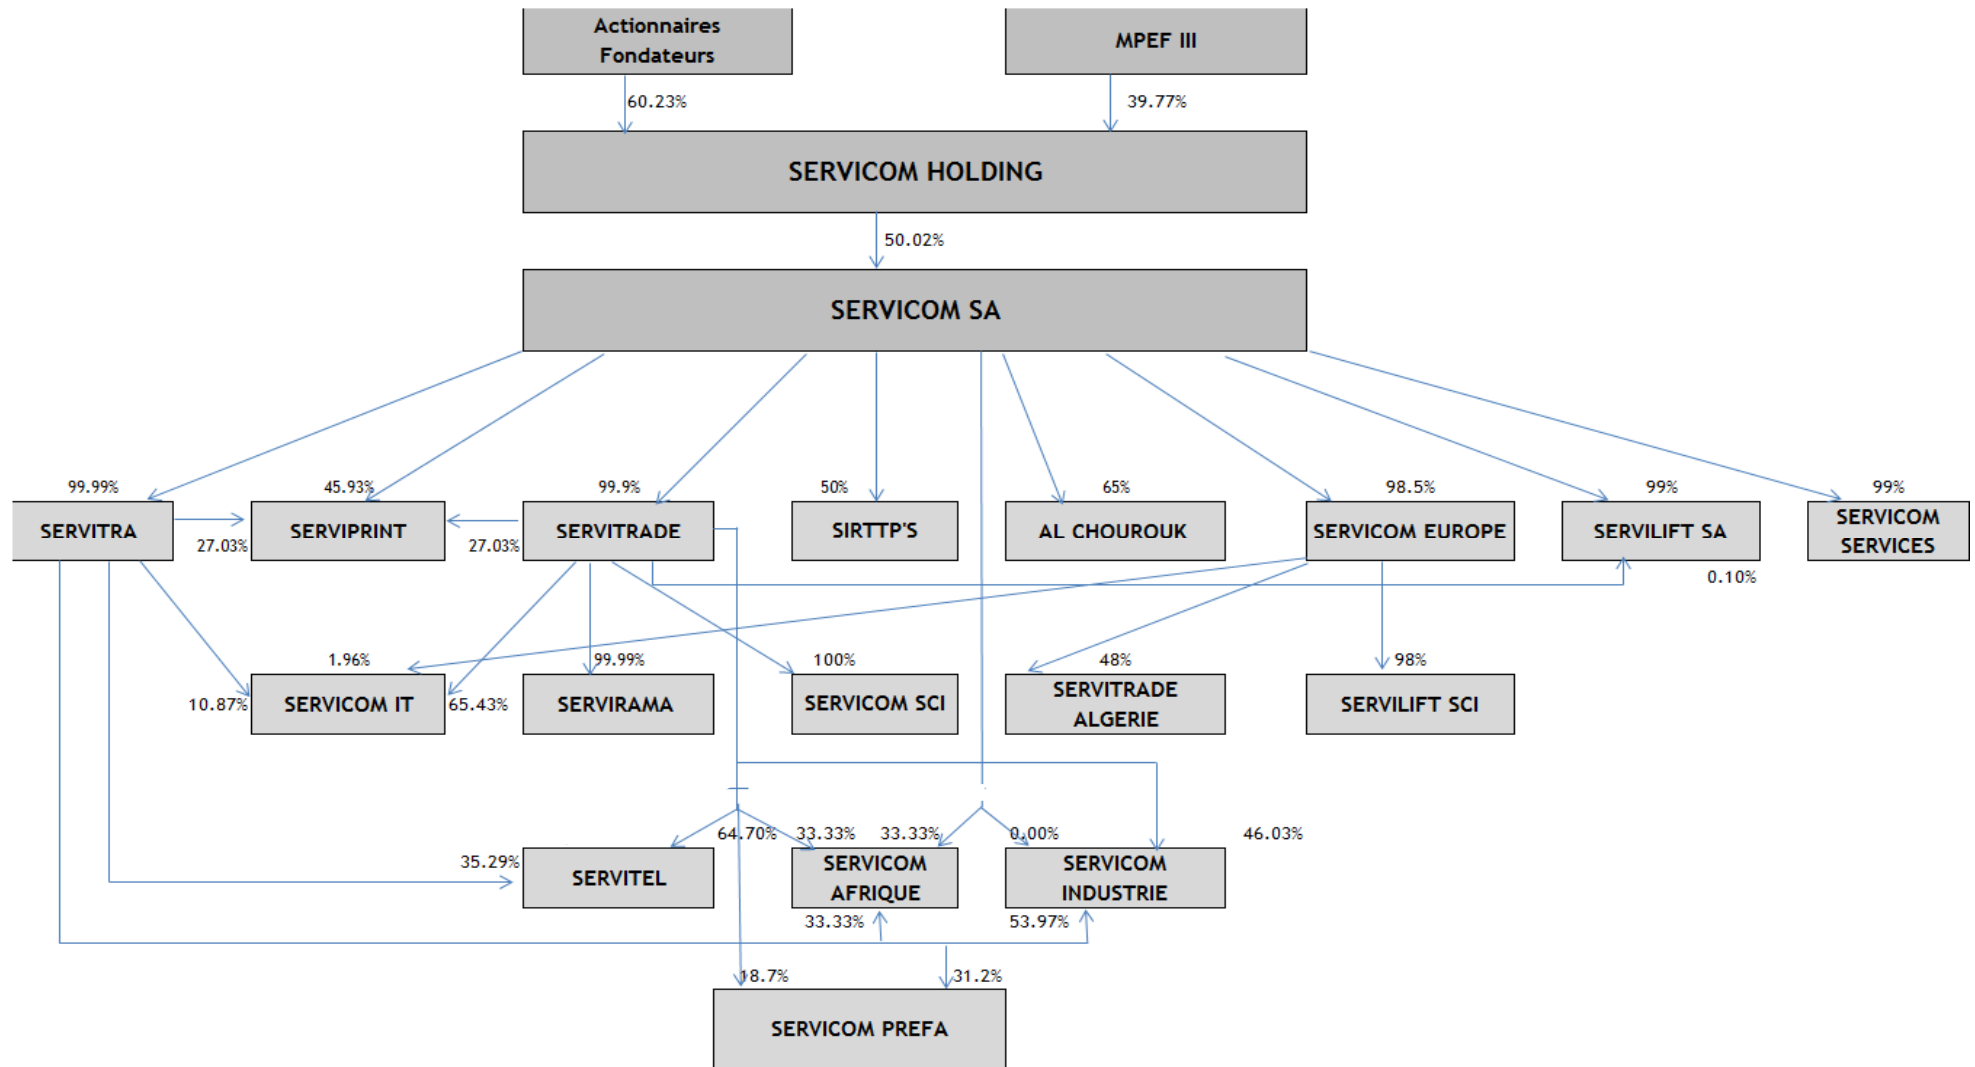 Actionnaires
Fondateurs
MPEF III
60.23%
39.77%
SERVICOM HOLDING
50.02%
SERVICOM SA
99.99%
45.93%
99.9%
50%
65%
98.5%
99%
99%
SERVITRA
SERVIPRINT
SERVITRADE
SIRTTP'S
AL CHOUROUK
SERVICOM EUROPE
SERVILIFT SA
SERVICOM
SERVICES
27.03%
27.03%
0.10%
1.96%
99.99%
100%
48%
98%
10.87%
SERVICOM IT
65.43%
SERVIRAMA
SERVICOM SCI
SERVITRADE
ALGERIE
SERVILIFT SCI
64.70%
33.33%
33.33%
0.00%
46.03%
35.29%
SERVITEL
SERVICOM
AFRIQUE
SERVICOM
INDUSTRIE
33.33%
53.97%
18.7%
31.2%
SERVICOM PREFA